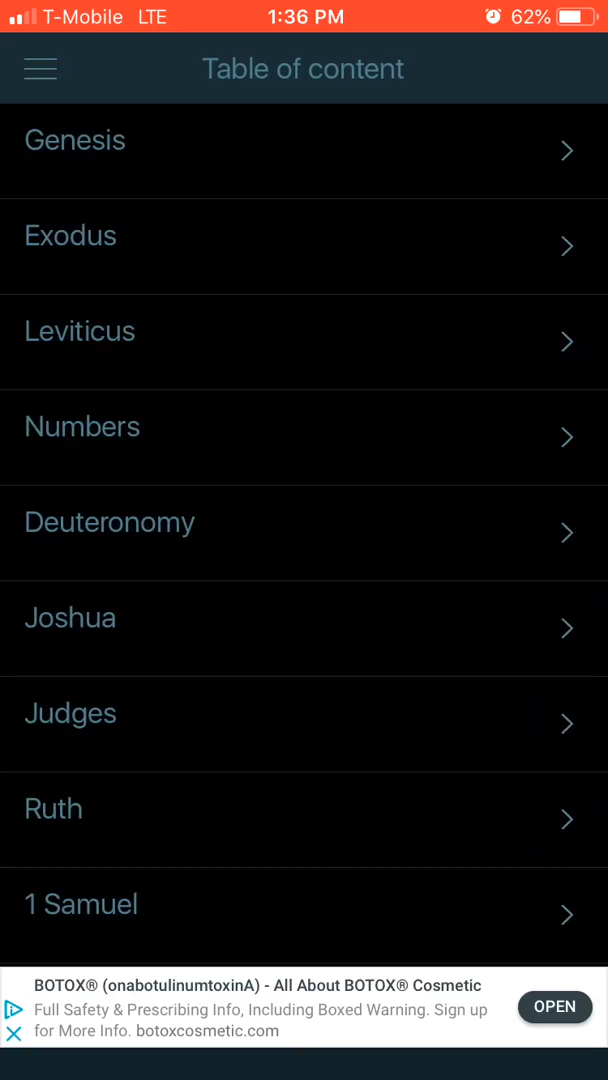 T-Mobile LTE 1:36 PM 62%
Table of content
Genesis
Exodus
Leviticus
Numbers
Deuteronomy
Joshua
Judges
Ruth
1 Samuel
BOTOX® (onabotulinumtoxinA) - All About BOTOX® Cosmetic
Full Safety & Prescribing Info, Including Boxed Warning. Sign up
for More Info. botoxcosmetic.com
OPEN